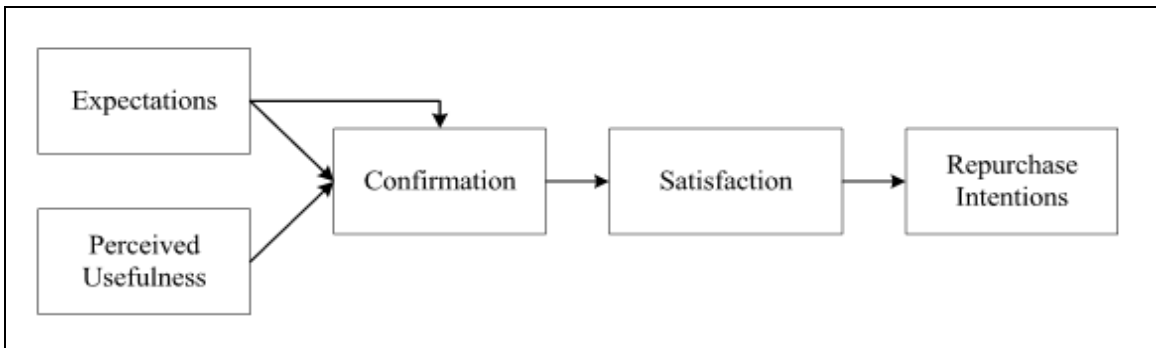 Expectations
Perceived
Usefulness
Confirmation
Satisfaction
Repurchase
Intentions